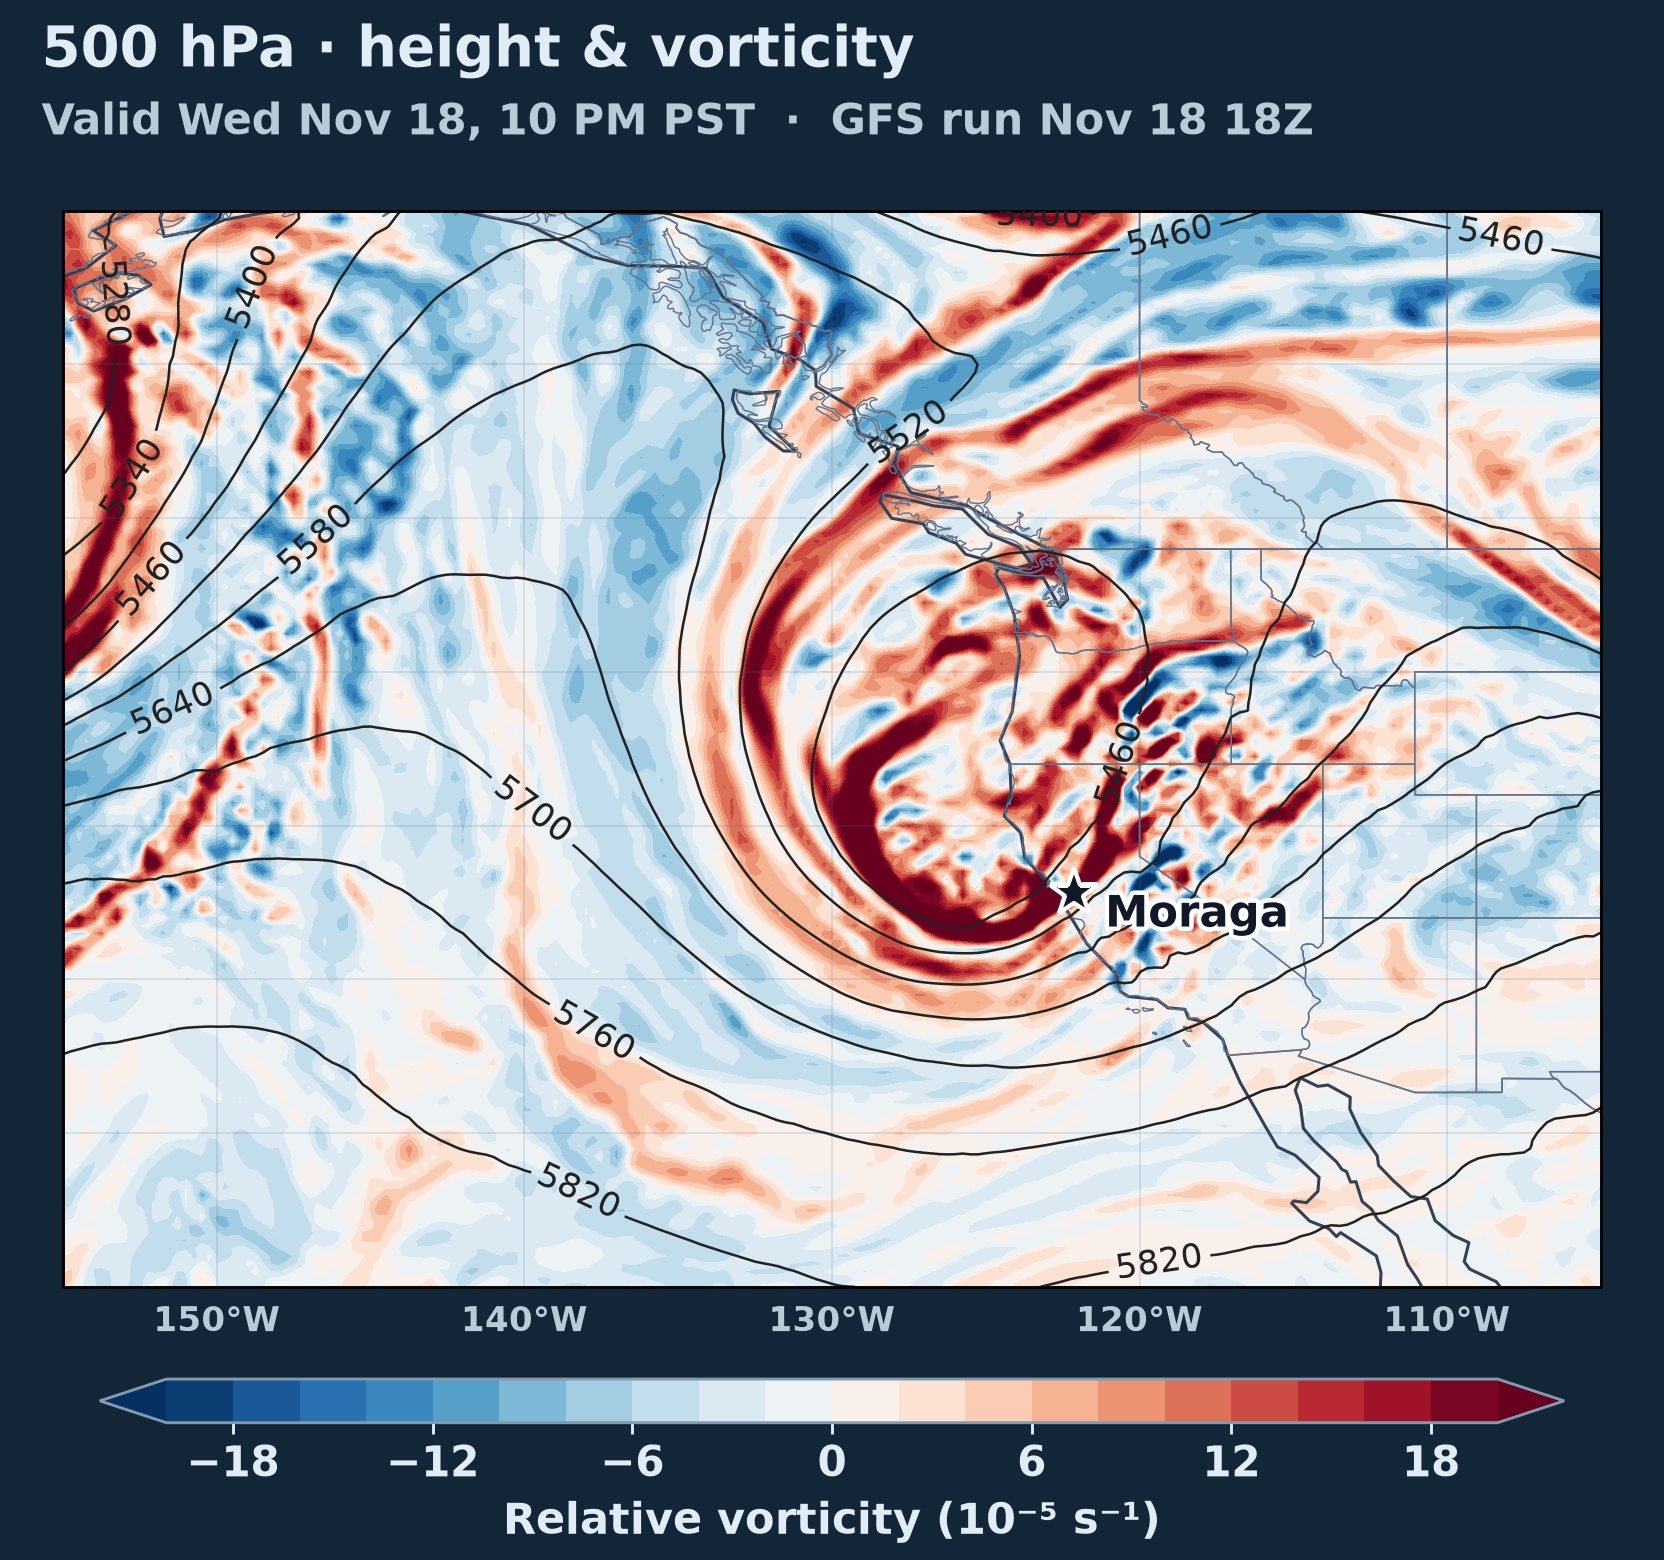 500 hPa · height & vorticity
Valid Wed Nov 18, 10 PM PST · GFS run Nov 18 18Z
5400
5460
5460
5280
5400
5520
5340
5580
5460
5640
5460
5700
Moraga
5760
5820
5820
150°W 140°W 130°W 120°W 110°W
−18 −12 −6 0 6 12 18
Relative vorticity (10⁻⁵ s⁻¹)